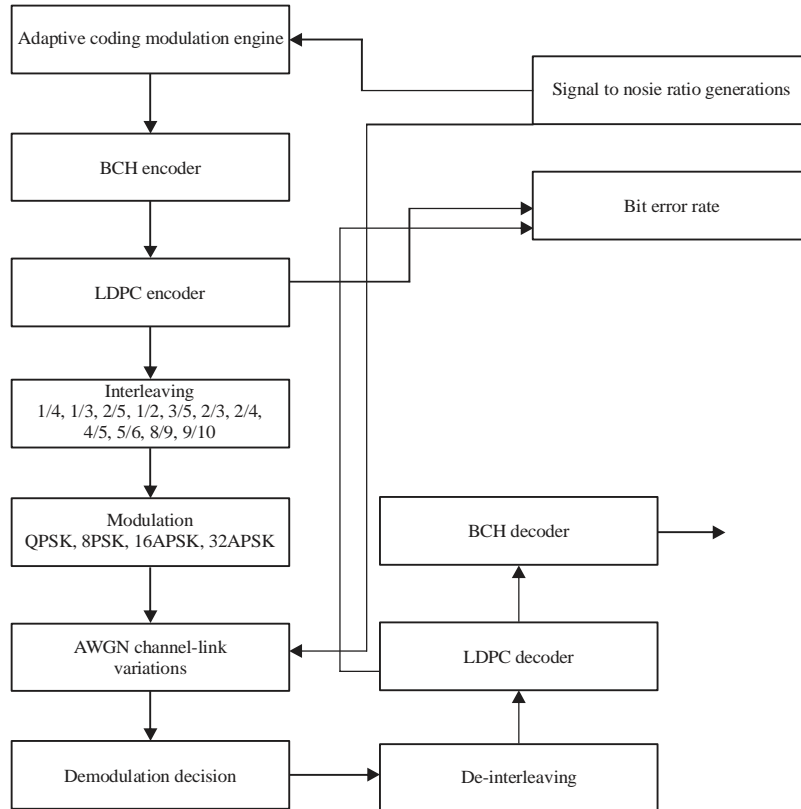 Adaptive coding modulation engine
Signal to nosie ratio generations
BCH encoder
Bit error rate
LDPC encoder
Interleaving
1/4, 1/3, 2/5, 1/2, 3/5, 2/3, 2/4,
4/5, 5/6, 8/9, 9/10
Modulation
QPSK, 8PSK, 16APSK, 32APSK
BCH decoder
AWGN channel-link
variations
LDPC decoder
Demodulation decision
De-interleaving